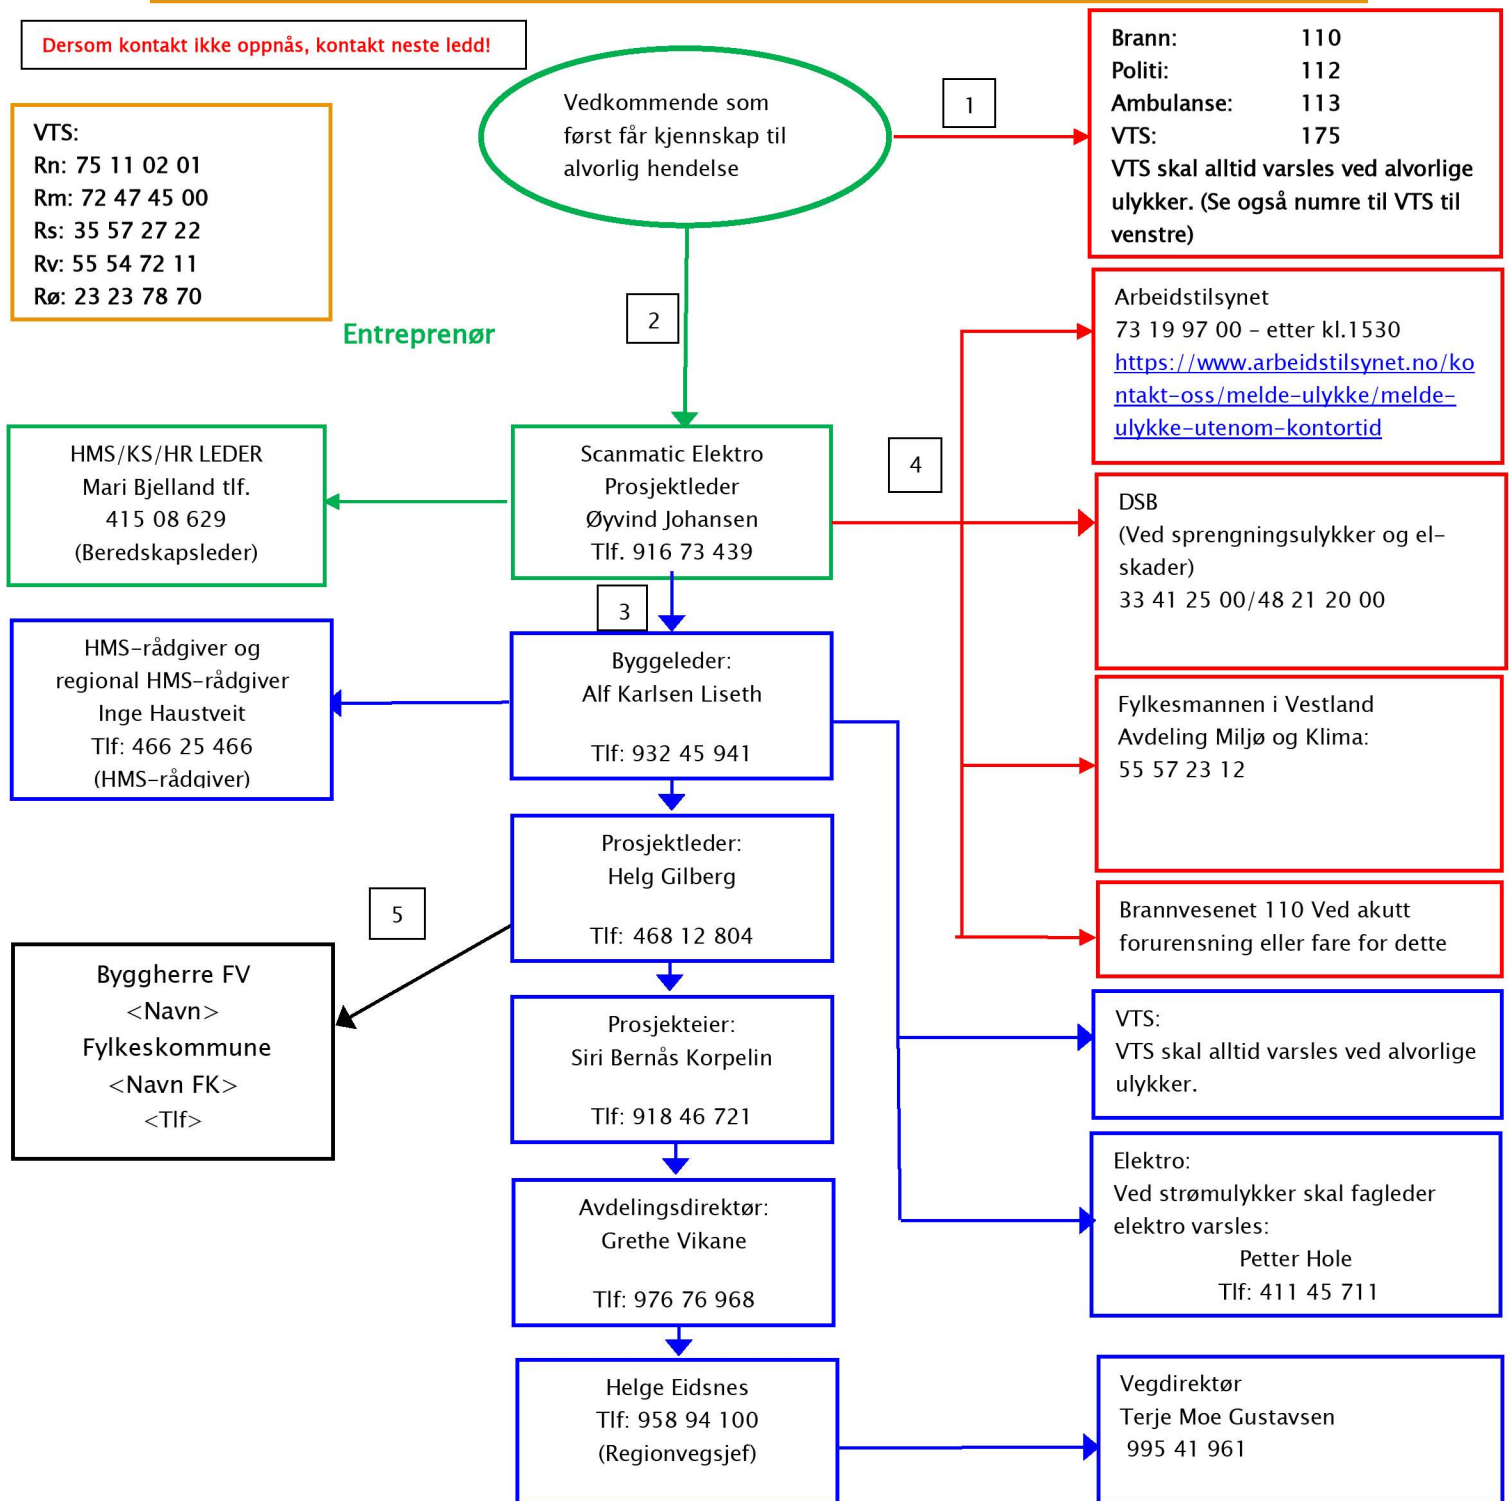 Dersom kontakt ikke oppnås, kontakt neste ledd!
VTS:
Rn: 75 11 02 01
Rm: 72 47 45 00
Rs: 35 57 27 22
Rv: 55 54 72 11
Rø: 23 23 78 70
Vedkommende som
først får kjennskap til
alvorlig hendelse
1
Brann: 110
Politi: 112
Ambulanse: 113
VTS: 175
VTS skal alltid varsles ved alvorlige
ulykker. (Se også numre til VTS til
venstre)
2
Entreprenør
Arbeidstilsynet
73 19 97 00 – etter kl.1530
https://www.arbeidstilsynet.no/ko
ntakt-oss/melde-ulykke/melde-
ulykke-utenom-kontortid
HMS/KS/HR LEDER
Mari Bjelland tlf.
415 08 629
(Beredskapsleder)
Scanmatic Elektro
Prosjektleder
Øyvind Johansen
Tlf. 916 73 439
4
DSB
(Ved sprengningsulykker og el-
skader)
33 41 25 00/48 21 20 00
3
HMS-rådgiver og
regional HMS-rådgiver
Inge Haustveit
Tlf: 466 25 466
(HMS-rådgiver)
Byggeleder:
Alf Karlsen Liseth
Tlf: 932 45 941
Fylkesmannen i Vestland
Avdeling Miljø og Klima:
55 57 23 12
Prosjektleder:
Helg Gilberg
Tlf: 468 12 804
5
Brannvesenet 110 Ved akutt
forurensning eller fare for dette
Byggherre FV
<Navn>
Fylkeskommune
<Navn FK>
<Tlf>
Prosjekteier:
Siri Bernås Korpelin
Tlf: 918 46 721
VTS:
VTS skal alltid varsles ved alvorlige
ulykker.
Elektro:
Ved strømulykker skal fagleder
elektro varsles:
Petter Hole
Tlf: 411 45 711
Avdelingsdirektør:
Grethe Vikane
Tlf: 976 76 968
Helge Eidsnes
Tlf: 958 94 100
(Regionvegsjef)
Vegdirektør
Terje Moe Gustavsen
995 41 961